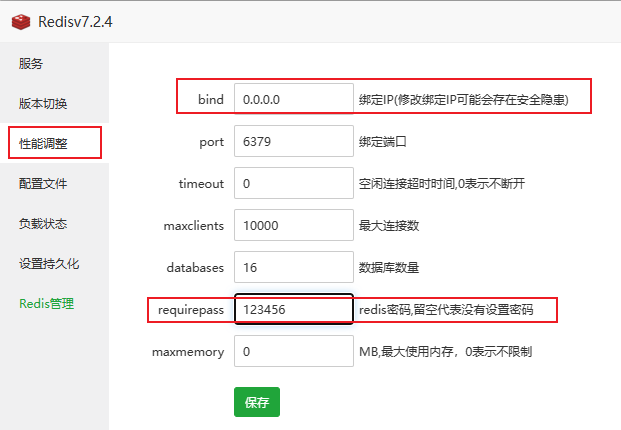 Redisv7.2.4
服务
版本切换
性能调整
配置文件
负载状态
设置持久化
Redis管理
bind 0.0.0.0 绑定IP(修改绑定IP可能会存在安全隐患)
port 6379 绑定端口
timeout 0 空闲连接超时时间,0表示不断开
maxclients 10000 最大连接数
databases 16 数据库数量
requirepass 123456 redis密码,留空代表没有设置密码
maxmemory 0 MB,最大使用内存，0表示不限制
保存